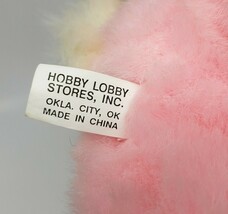 HOBBY LOBBY
STORES, INC.
OKLA. CITY, OK
MADE IN CHINA